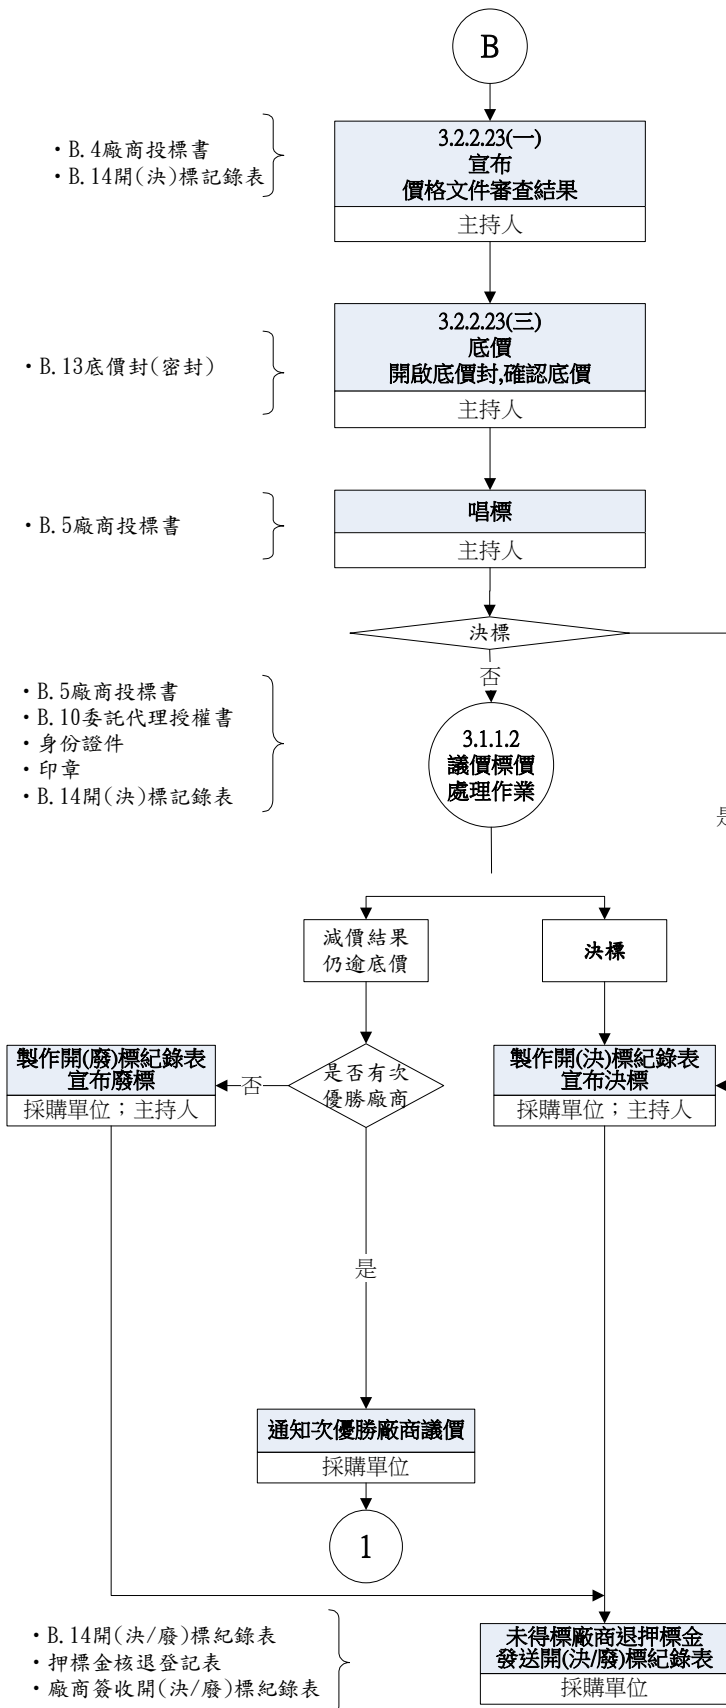 B
・B.4廠商投標書
・B.14開(決)標記錄表
3.2.2.23(一)
宣布
價格文件審查結果
主持人
・B.13底價封(密封)
3.2.2.23(三)
底價
開啟底價封,確認底價
主持人
・B.5廠商投標書
唱標
主持人
決標
否
・B.5廠商投標書
・B.10委託代理授權書
・身份證件
・印章
・B.14開(決)標記錄表
3.1.1.2
議價標價
處理作業
是
減價結果
仍逾底價
決標
製作開(廢)標紀錄表
宣布廢標
採購單位；主持人
否
是否有次
優勝廠商
製作開(決)標紀錄表
宣布決標
採購單位；主持人
是
通知次優勝廠商議價
採購單位
1
・B.14開(決/廢)標紀錄表
・押標金核退登記表
・廠商簽收開(決/廢)標紀錄表
未得標廠商退押標金
發送開(決/廢)標紀錄表
採購單位